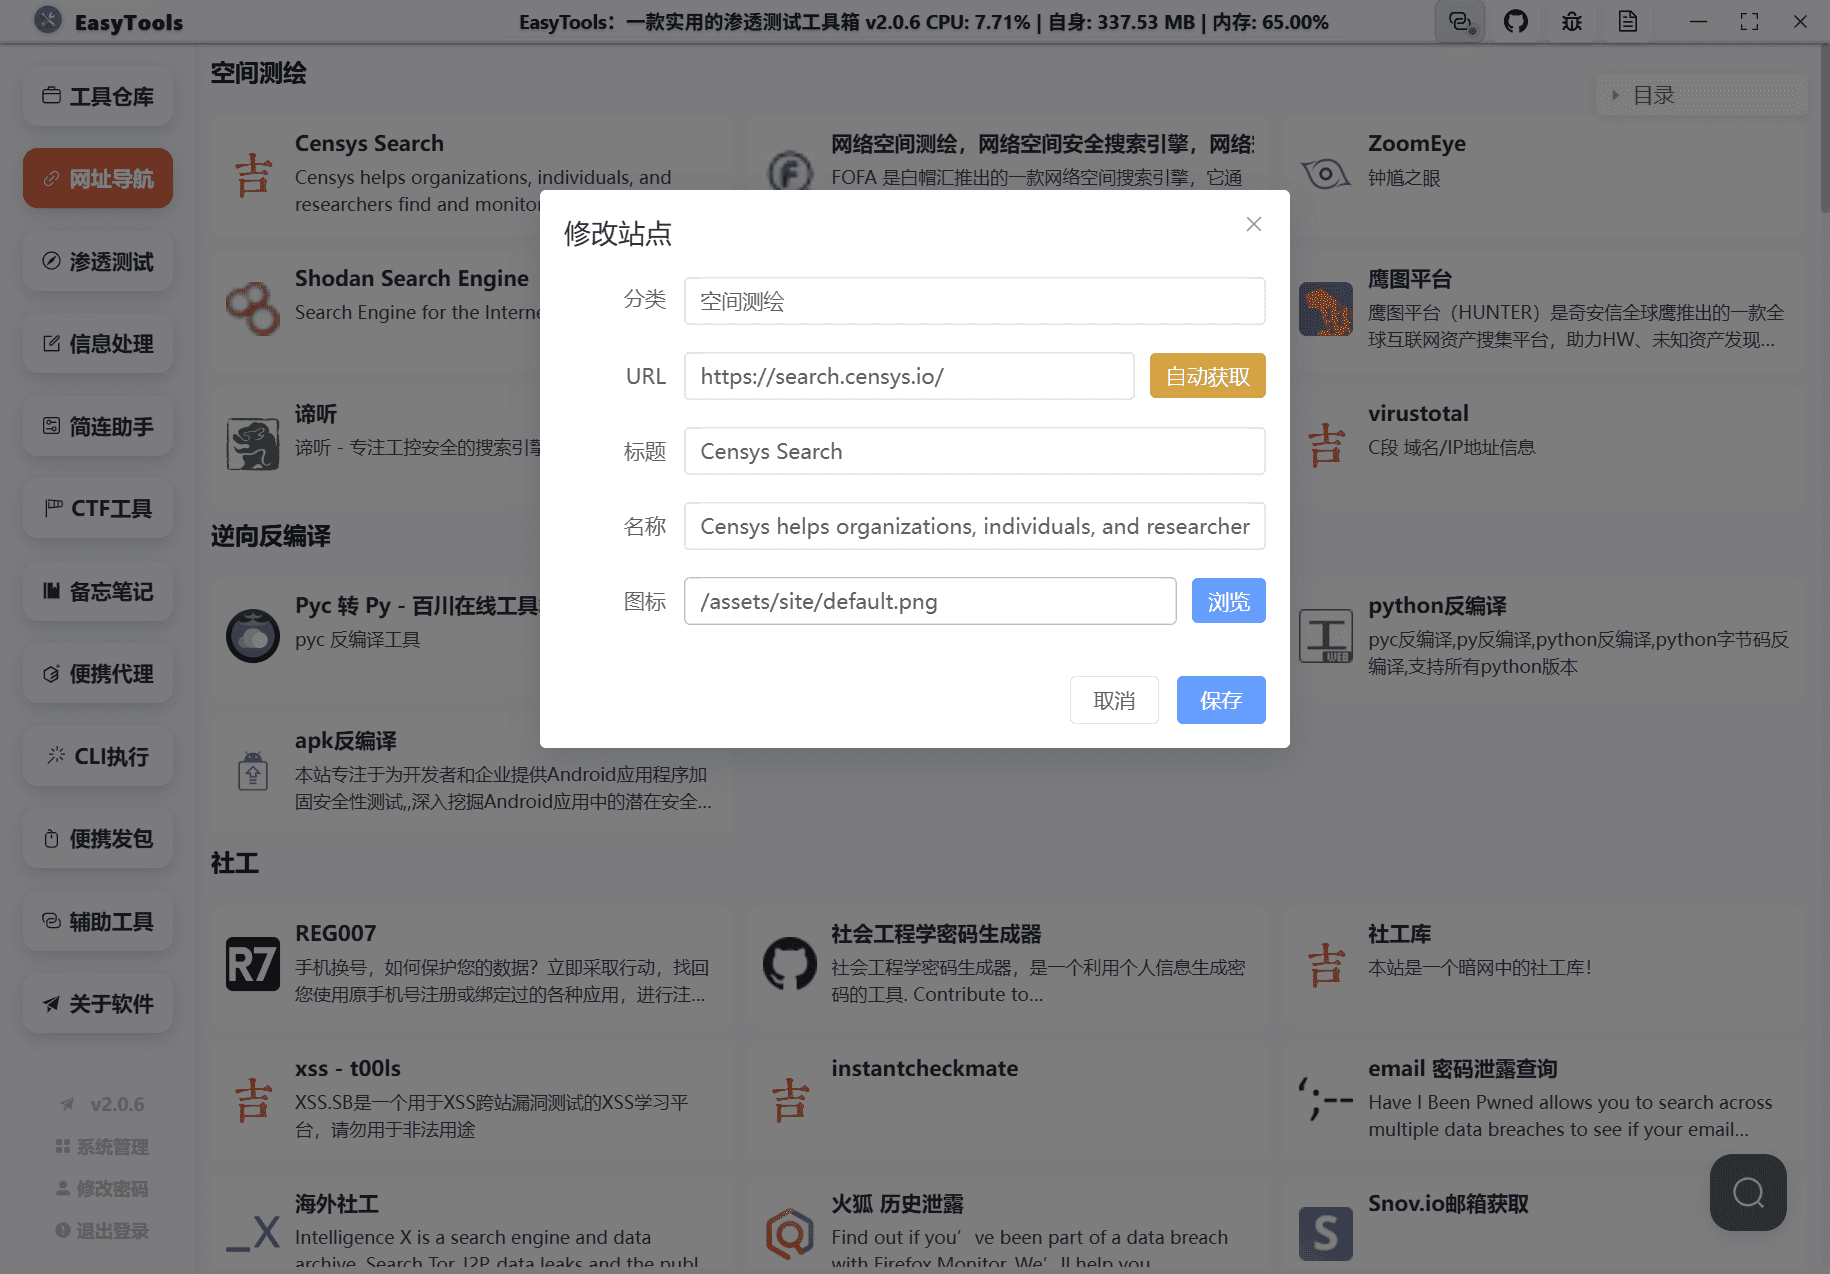 EasyTools
EasyTools：一款实用的渗透测试工具箱 v2.0.6 CPU: 7.71% | 自身: 337.53 MB | 内存: 65.00%
工具仓库
网址导航
渗透测试
信息处理
简连助手
CTF工具
备忘笔记
便携代理
CLI执行
便携发包
辅助工具
关于软件
v2.0.6
系统管理
修改密码
退出登录
目录
空间测绘
Censys Search
Censys helps organizations, individuals, and
researchers find and monitor
网络空间测绘，网络空间安全搜索引擎，网络
FOFA 是白帽汇推出的一款网络空间搜索引擎，它通
ZoomEye
钟馗之眼
Shodan Search Engine
Search Engine for the Interne
鹰图平台
鹰图平台（HUNTER）是奇安信全球鹰推出的一款全
球互联网资产搜集平台，助力HW、未知资产发现...
谛听
谛听 - 专注工控安全的搜索引擎
virustotal
C段 域名/IP地址信息
修改站点
分类
空间测绘
URL
https://search.censys.io/
自动获取
标题
Censys Search
名称
Censys helps organizations, individuals, and researcher
图标
/assets/site/default.png
浏览
取消
保存
逆向反编译
Pyc 转 Py - 百川在线工具
pyc 反编译工具
python反编译
pyc反编译,py反编译,python反编译,python字节码反
编译,支持所有python版本
WEB
apk反编译
本站专注于为开发者和企业提供Android应用程序加
固安全性测试,,深入挖掘Android应用中的潜在安全...
社工
R7
REG007
手机换号，如何保护您的数据？立即采取行动，找回
您使用原手机号注册或绑定过的各种应用，进行注...
社会工程学密码生成器
社会工程学密码生成器，是一个利用个人信息生成密
码的工具. Contribute to...
吉
社工库
本站是一个暗网中的社工库！
吉
xss - t00ls
XSS.SB是一个用于XSS跨站漏洞测试的XSS学习平
台，请勿用于非法用途
吉
instantcheckmate
email 密码泄露查询
Have I Been Pwned allows you to search across
multiple data breaches to see if your email...
_X
海外社工
Intelligence X is a search engine and data
archive. Search Tor, I2P, data leaks and the publ
火狐 历史泄露
Find out if you’ve been part of a data breach
with Firefox Monitor. We’ll help you
S
Snov.io邮箱获取